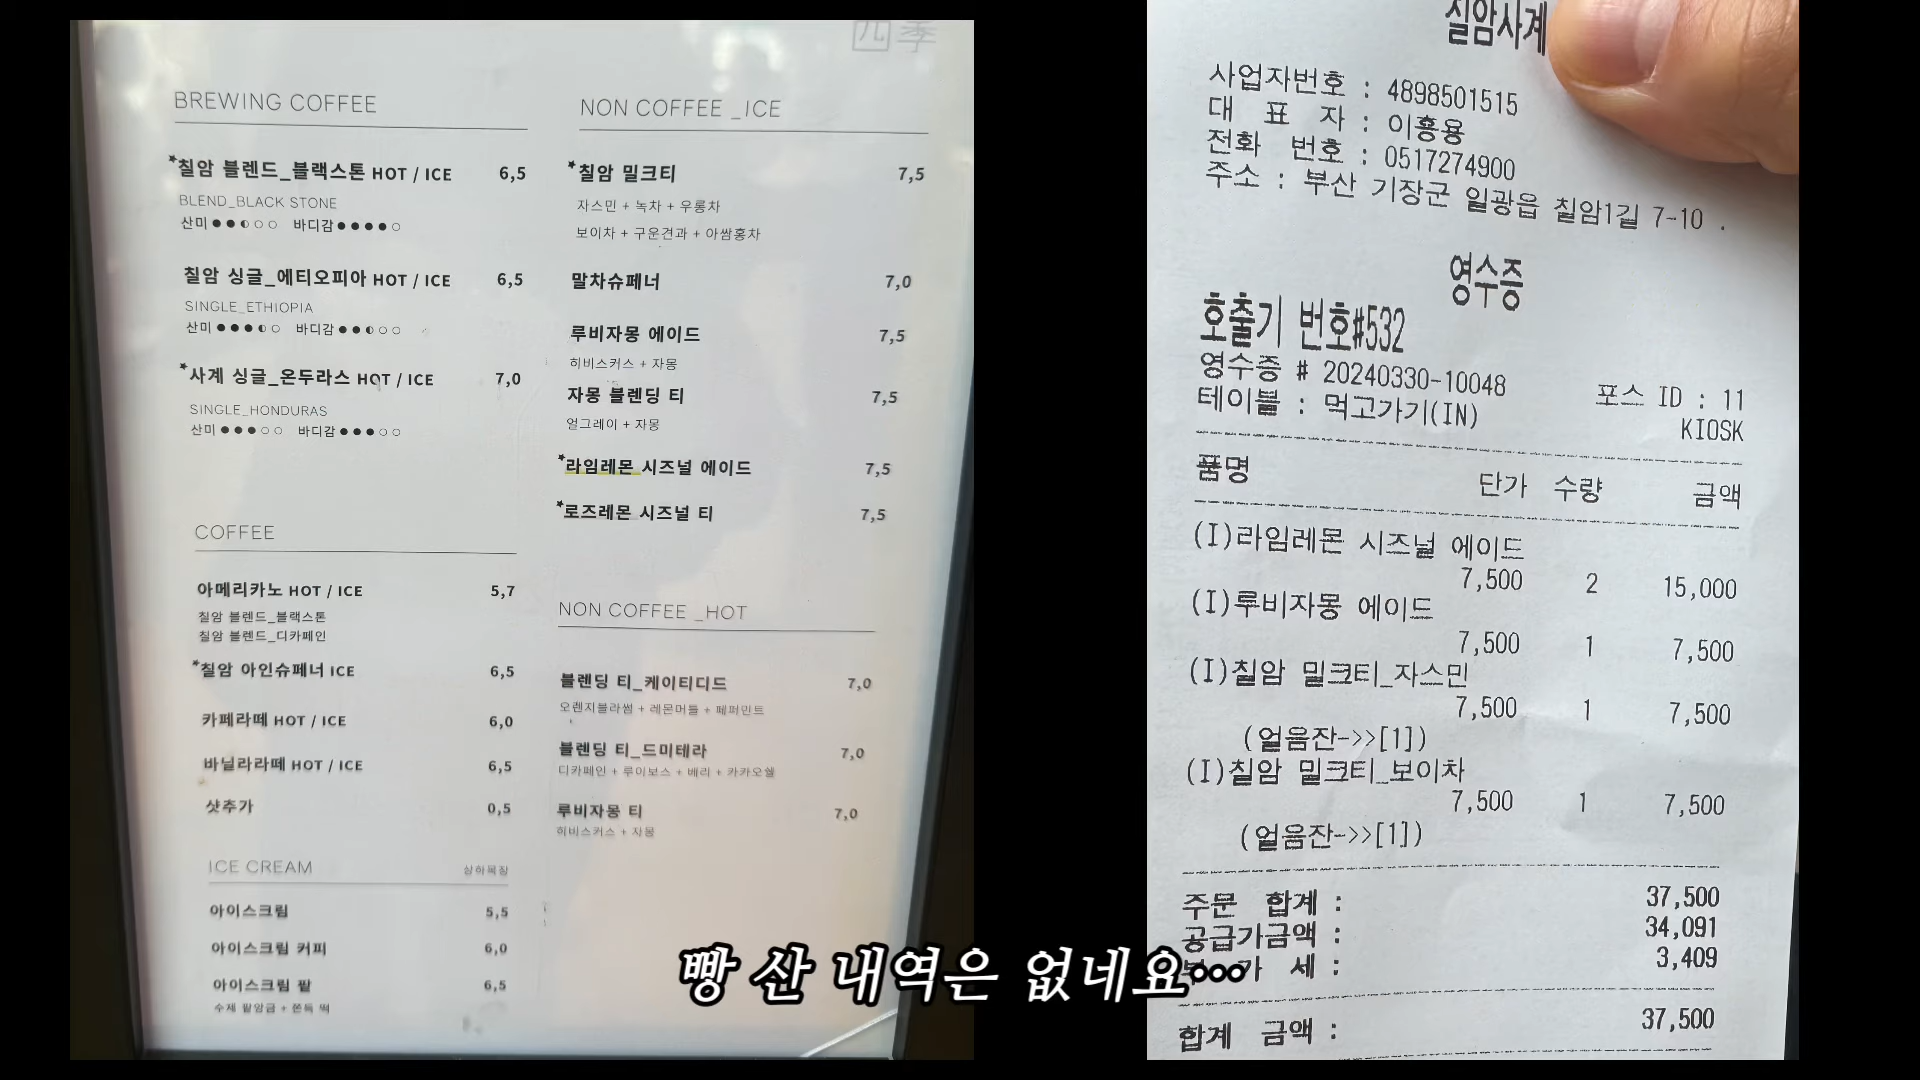 四季
BREWING COFFEE
*칠암 블렌드_블랙스톤 HOT / ICE 6,5
BLEND_BLACK STONE
산미 ●●◐○○ 바디감 ●●●●○
칠암 싱글_에티오피아 HOT / ICE 6,5
SINGLE_ETHIOPIA
산미 ●●●◐○ 바디감 ●●◐○○
*사계 싱글_온두라스 HOT / ICE 7,0
SINGLE_HONDURAS
산미 ●●●○○ 바디감 ●●●○○
COFFEE
아메리카노 HOT / ICE 5,7
칠암 블렌드_블랙스톤
칠암 블렌드_디카페인
*칠암 아인슈페너 ICE 6,5
카페라떼 HOT / ICE 6,0
바닐라라떼 HOT / ICE 6,5
샷추가 0,5
ICE CREAM 상하목장
아이스크림 5,5
아이스크림 커피 6,0
아이스크림 팥 6,5
수제 팥앙금 + 쫀득 떡
NON COFFEE _ICE
*칠암 밀크티 7,5
자스민 + 녹차 + 우롱차
보이차 + 구운견과 + 아쌈홍차
말차슈페너 7,0
루비자몽 에이드 7,5
히비스커스 + 자몽
자몽 블렌딩 티 7,5
얼그레이 + 자몽
*라임레몬 시즈널 에이드 7,5
*로즈레몬 시즈널 티 7,5
NON COFFEE _HOT
블렌딩 티_케이티디드 7,0
오렌지블라썸 + 레몬머틀 + 페퍼민트
블렌딩 티_드미테라 7,0
디카페인 + 루이보스 + 베리 + 카카오쉘
루비자몽 티 7,0
히비스커스 + 자몽
칠암사계
사업자번호 : 4898501515
대 표 자 : 이흥용
전화 번호 : 0517274900
주소 : 부산 기장군 일광읍 칠암1길 7-10 .
영수증
호출기 번호#532
영수증 # 20240330-10048 포스 ID : 11
테이블 : 먹고가기(IN) KIOSK
품명 단가 수량 금액
(I)라임레몬 시즈널 에이드
7,500 2 15,000
(I)루비자몽 에이드
7,500 1 7,500
(I)칠암 밀크티_자스민
7,500 1 7,500
(얼음잔->>[1])
(I)칠암 밀크티_보이차
7,500 1 7,500
(얼음잔->>[1])
주문 합계 : 37,500
공급가금액 : 34,091
부 가 세 : 3,409
합계 금액 : 37,500
빵 산 내역은 없네요...